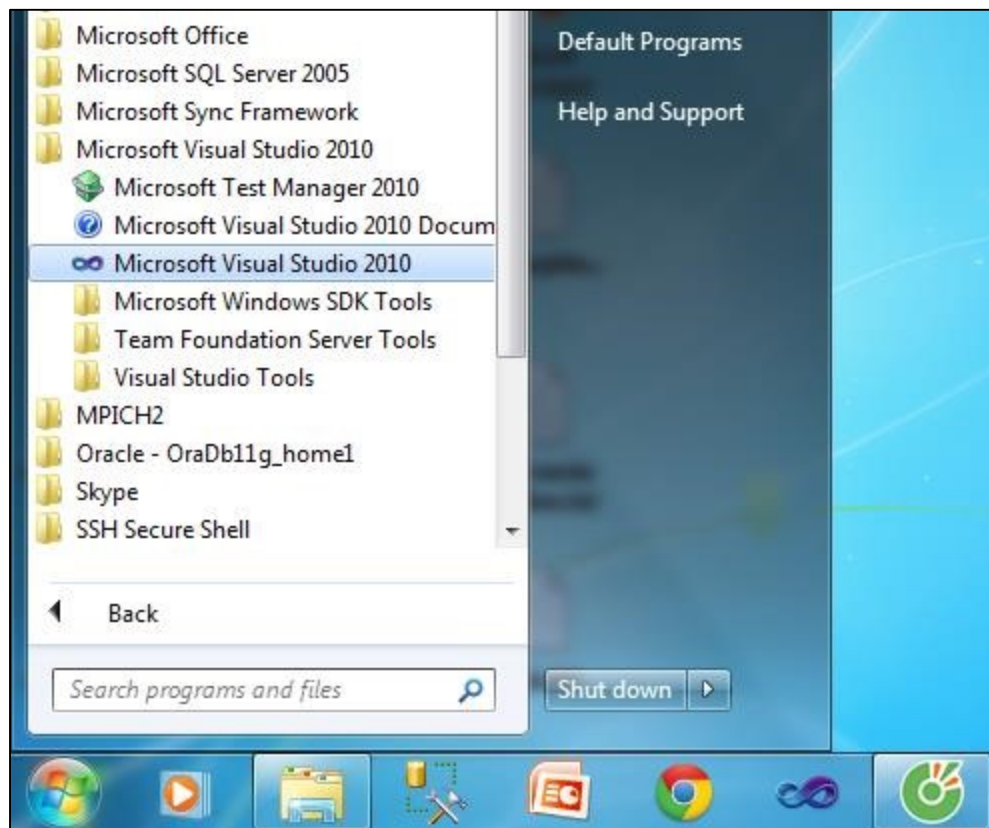 Microsoft Office
Microsoft SQL Server 2005
Microsoft Sync Framework
Microsoft Visual Studio 2010
Microsoft Test Manager 2010
Microsoft Visual Studio 2010 Docum
Microsoft Visual Studio 2010
Microsoft Windows SDK Tools
Team Foundation Server Tools
Visual Studio Tools
MPICH2
Oracle - OraDb11g_home1
Skype
SSH Secure Shell
Back
Search programs and files
Default Programs
Help and Support
Shut down